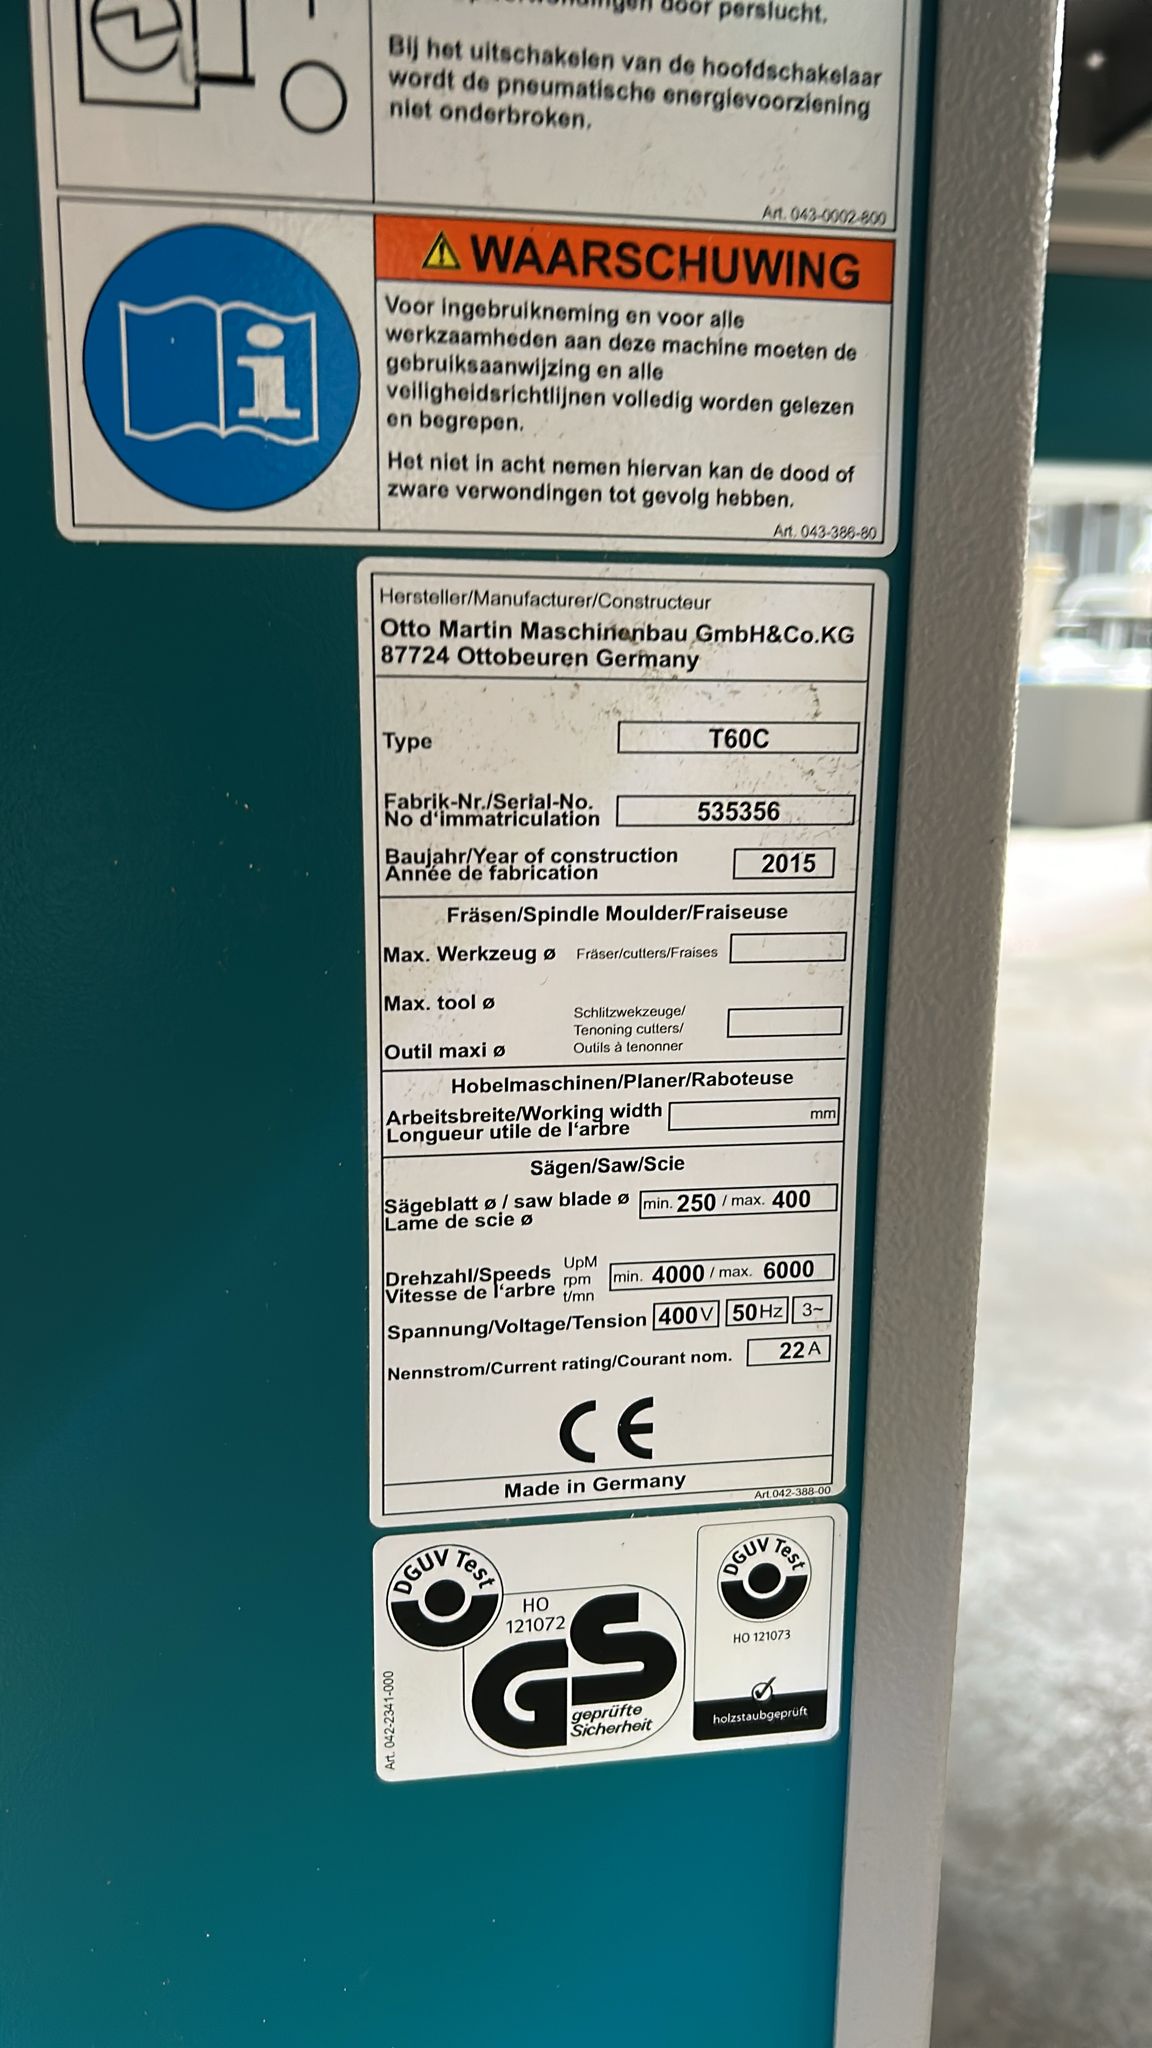 door perslucht.
Bij het uitschakelen van de hoofdschakelaar
wordt de pneumatische energievoorziening
niet onderbroken.
Art. 043-0002-800
WAARSCHUWING
Voor ingebruikneming en voor alle
werkzaamheden aan deze machine moeten de
gebruiksaanwijzing en alle
veiligheidsrichtlijnen volledig worden gelezen
en begrepen.
Het niet in acht nemen hiervan kan de dood of
zware verwondingen tot gevolg hebben.
Art. 043-386-80
Hersteller/Manufacturer/Constructeur
Otto Martin Maschinenbau GmbH&Co.KG
87724 Ottobeuren Germany
Type T60C
Fabrik-Nr./Serial-No.
No d'immatriculation 535356
Baujahr/Year of construction
Année de fabrication 2015
Fräsen/Spindle Moulder/Fraiseuse
Max. Werkzeug ø Fräser/cutters/Fraises
Max. tool ø
Schlitzwekzeuge/
Tenoning cutters/
Outil maxi ø Outils à tenonner
Hobelmaschinen/Planer/Raboteuse
Arbeitsbreite/Working width mm
Longueur utile de l'arbre
Sägen/Saw/Scie
Sägeblatt ø / saw blade ø min. 250 / max. 400
Lame de scie ø
UpM
Drehzahl/Speeds rpm min. 4000 / max. 6000
Vitesse de l'arbre t/mn
Spannung/Voltage/Tension 400V 50Hz 3~
Nennstrom/Current rating/Courant nom. 22A
CE
Made in Germany
Art.042-388-00
DGUV Test
HO
121072
GS
geprüfte
Sicherheit
Art. 042-2341-000
DGUV Test
HO 121073
holzstaubgeprüft